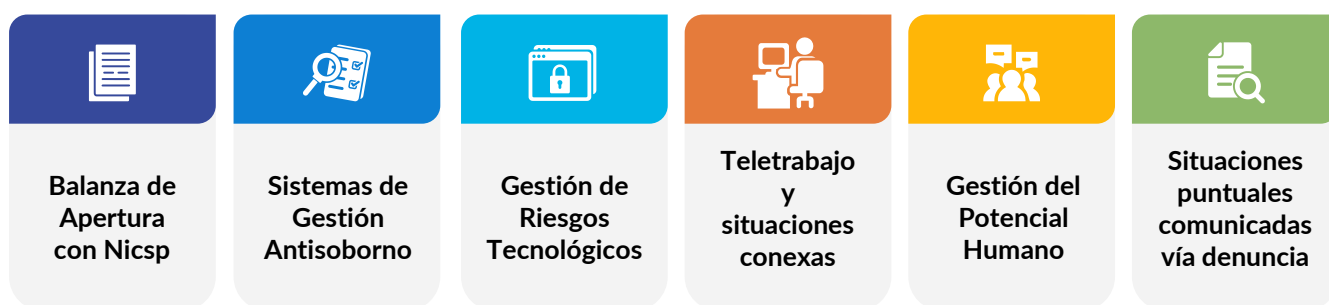 Balanza de
Apertura
con Nicsp
Sistemas de
Gestión
Antisoborno
Gestión de
Riesgos
Tecnológicos
Teletrabajo
y
situaciones
conexas
Gestión del
Potencial
Humano
Situaciones
puntuales
comunicadas
vía denuncia